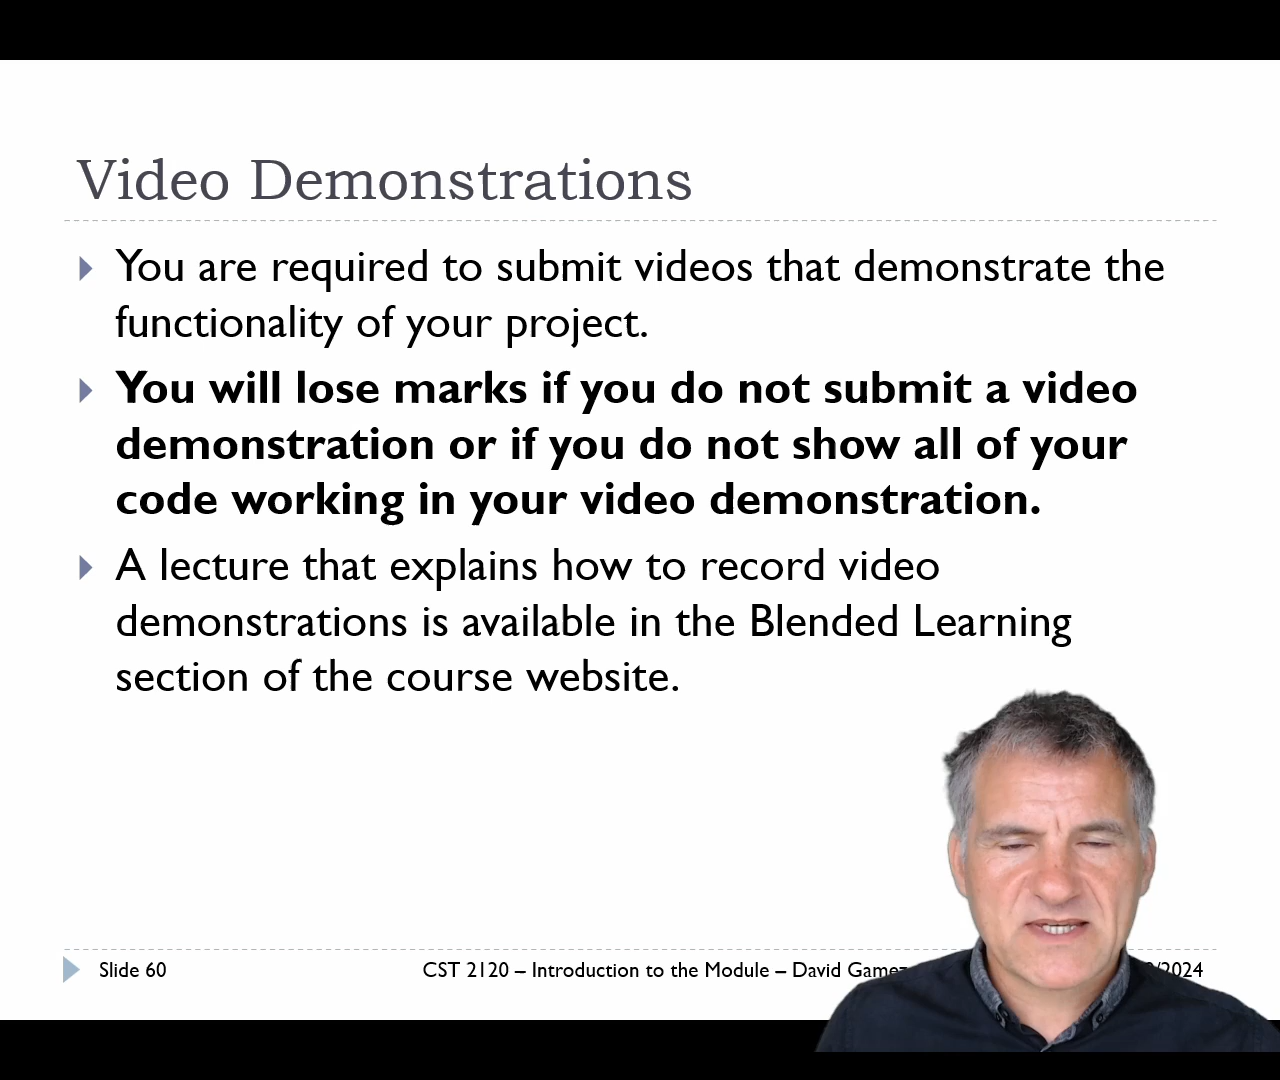 Video Demonstrations
You are required to submit videos that demonstrate the
functionality of your project.
You will lose marks if you do not submit a video
demonstration or if you do not show all of your
code working in your video demonstration.
A lecture that explains how to record video
demonstrations is available in the Blended Learning
section of the course website.
Slide 60
CST 2120 – Introduction to the Module – David Gamez
/2024